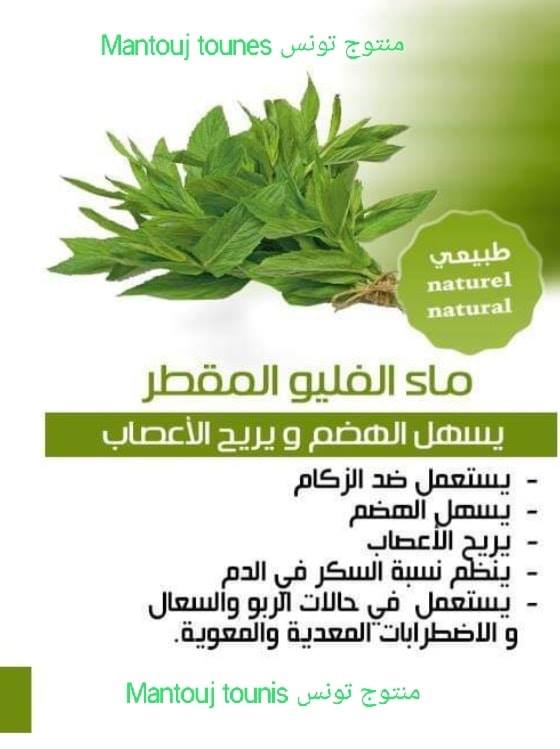 Mantouj tounes منتوج تونس
طبيعي
naturel
natural
ماء الفليو المقطر
يسهل الهضم و يريح الأعصاب
- يستعمل ضد الزكام
- يسهل الهضم
- يريح الأعصاب
- ينظم نسبة السكر في الدم
- يستعمل في حالات الربو والسعال
و الاضطرابات المعدية والمعوية.
Mantouj tounis منتوج تونس